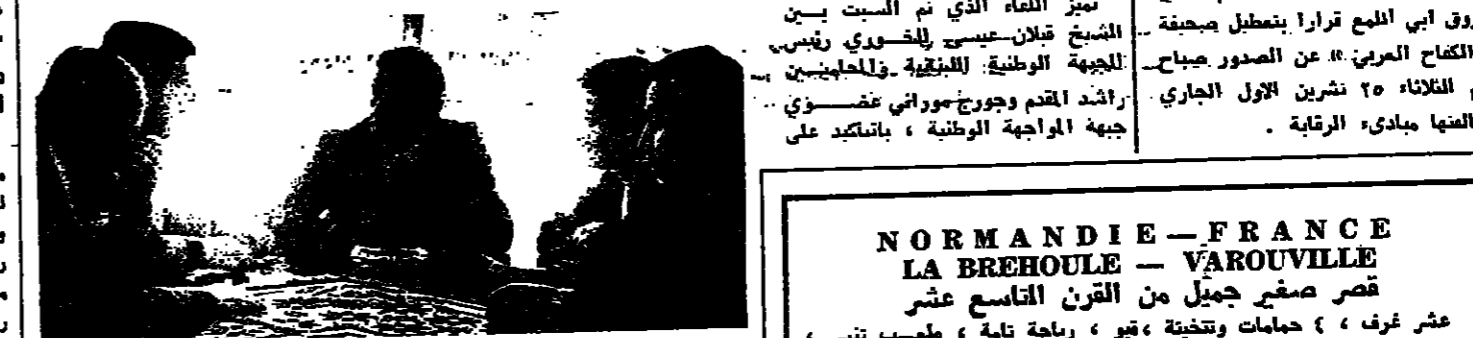 روق ابي اللمع قرارا بتعطيل صحيفة
الكفاح العربي » عن الصدور صباح
الثلاثاء ٢٥ تشرين الاول الجاري
مبادىء الرقابة .
تميز اللقاء الذي تم السبت بين
الشيخ قبلان عيسى الخوري رئيس
الجبهة الوطنية اللبنانية والمحاميين
راشد المقدم وجورج موراني عضوي
جبهة المواجهة الوطنية ، بالتأكيد على
NORMANDIE — FRANCE
LA BREHOULE — VAROUVILLE
قصر صغير جميل من القرن التاسع عشر
عشر غرف ، ٤ حمامات وتدفئة ، قبو ، تامة ، ملعب تنس ،